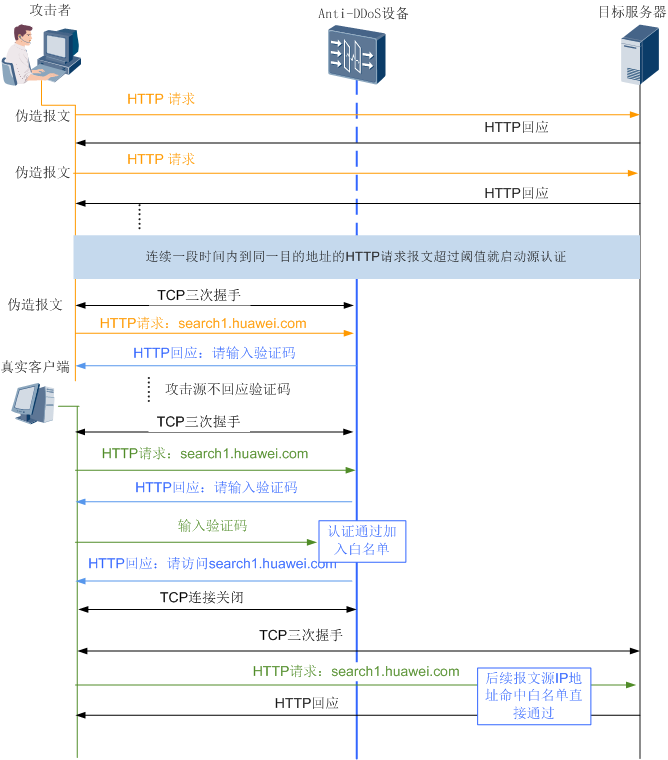 攻击者
Anti-DDoS设备
目标服务器
HTTP 请求
伪造报文
HTTP回应
HTTP 请求
伪造报文
HTTP回应
连续一段时间内到同一目的地址的HTTP请求报文超过阈值就启动源认证
TCP三次握手
伪造报文
HTTP请求：search1.huawei.com
HTTP回应：请输入验证码
真实客户端
攻击源不回应验证码
TCP三次握手
HTTP请求：search1.huawei.com
HTTP回应：请输入验证码
输入验证码
认证通过加
入白名单
HTTP回应：请访问search1.huawei.com
TCP连接关闭
TCP三次握手
HTTP请求：search1.huawei.com
后续报文源IP地
址命中白名单直
接通过
HTTP回应